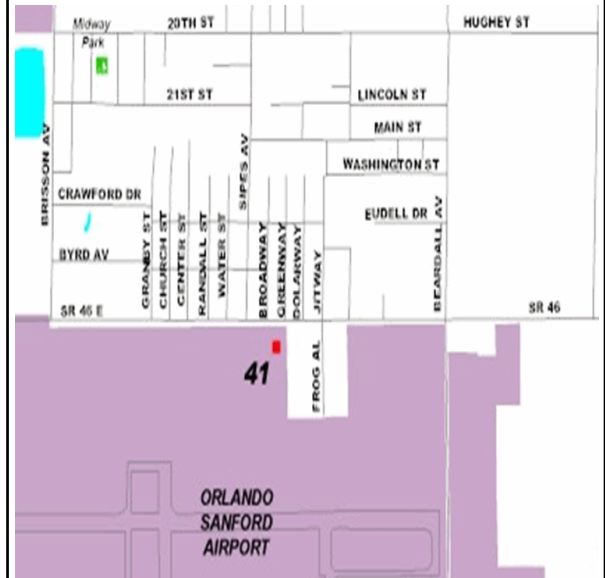 Midway
Park
20TH ST
HUGHEY ST
21ST ST
LINCOLN ST
MAIN ST
WASHINGTON ST
BRISSON AV
SIPES AV
CRAWFORD DR
EUDELL DR
BYRD AV
GRANBY ST
CHURCH ST
CENTER ST
RANDALL ST
WATER ST
BROADWAY
GREENWAY
DOLARWAY
JITWAY
BEARDALL AV
SR 46 E
SR 46
41
FROG AL
ORLANDO
SANFORD
AIRPORT